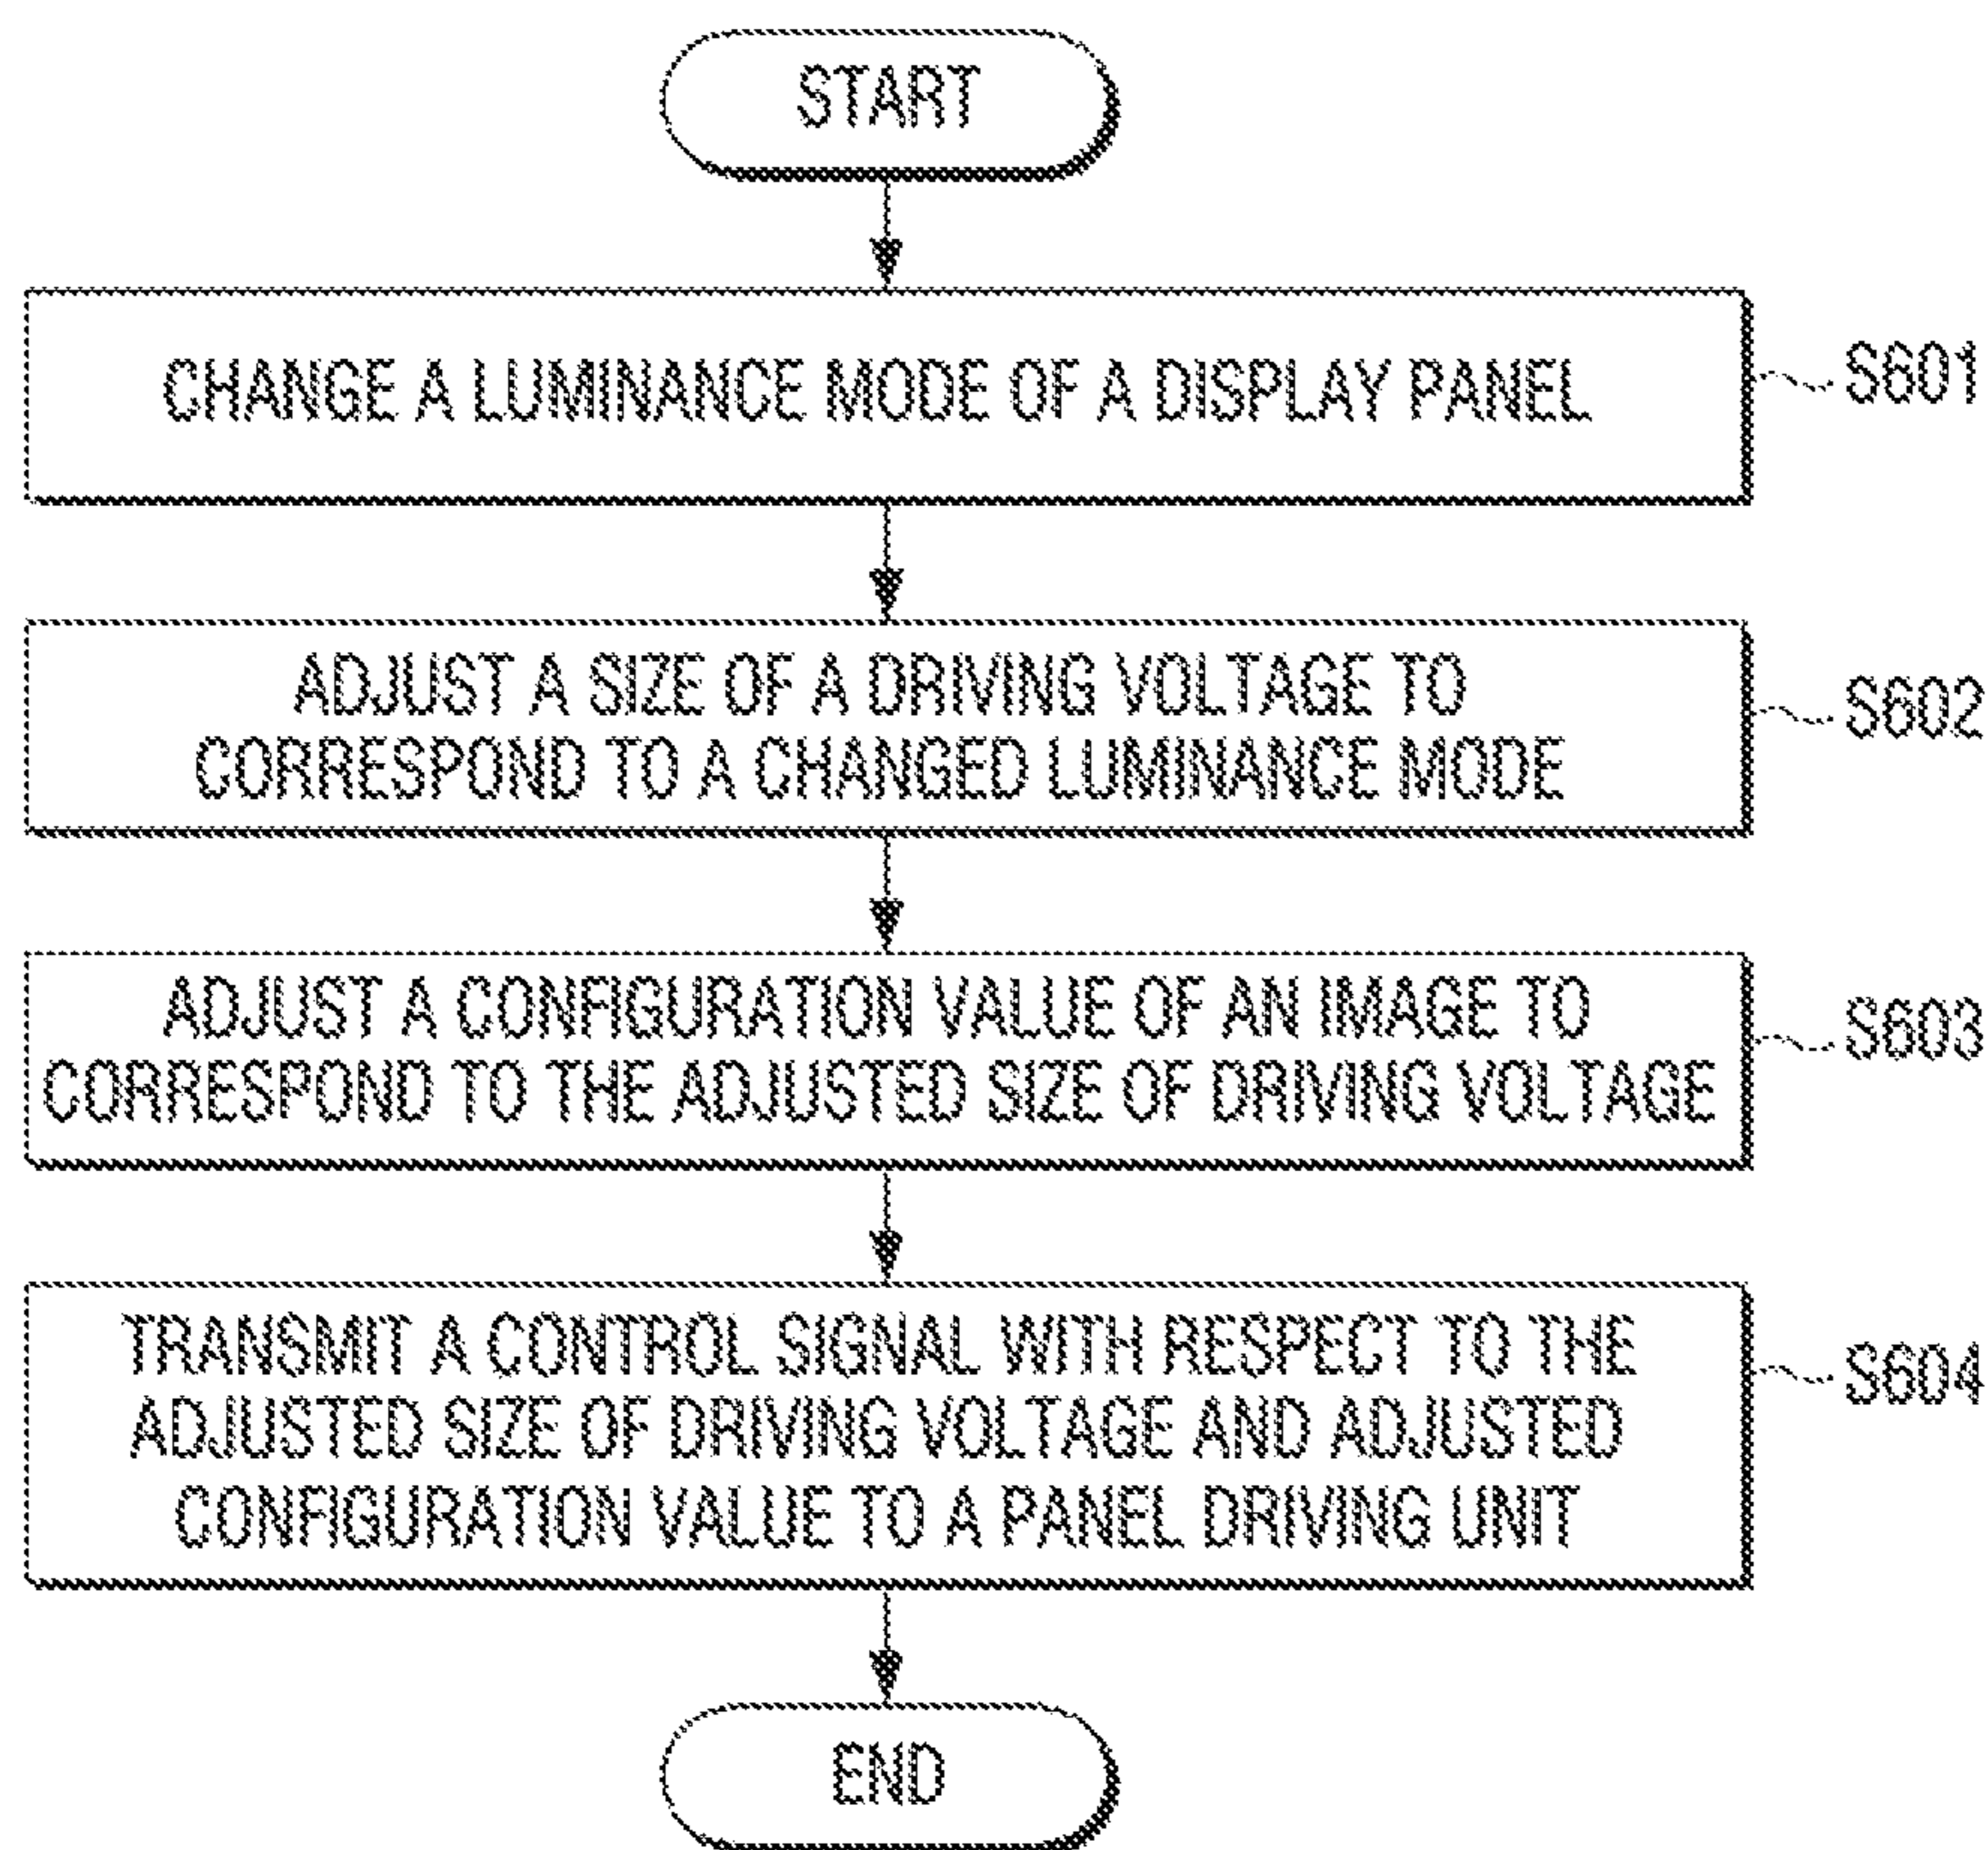 START
CHANGE A LUMINANCE MODE OF A DISPLAY PANEL
S601
ADJUST A SIZE OF A DRIVING VOLTAGE TO
CORRESPOND TO A CHANGED LUMINANCE MODE
S602
ADJUST A CONFIGURATION VALUE OF AN IMAGE TO
CORRESPOND TO THE ADJUSTED SIZE OF DRIVING VOLTAGE
S603
TRANSMIT A CONTROL SIGNAL WITH RESPECT TO THE
ADJUSTED SIZE OF DRIVING VOLTAGE AND ADJUSTED
CONFIGURATION VALUE TO A PANEL DRIVING UNIT
S604
END